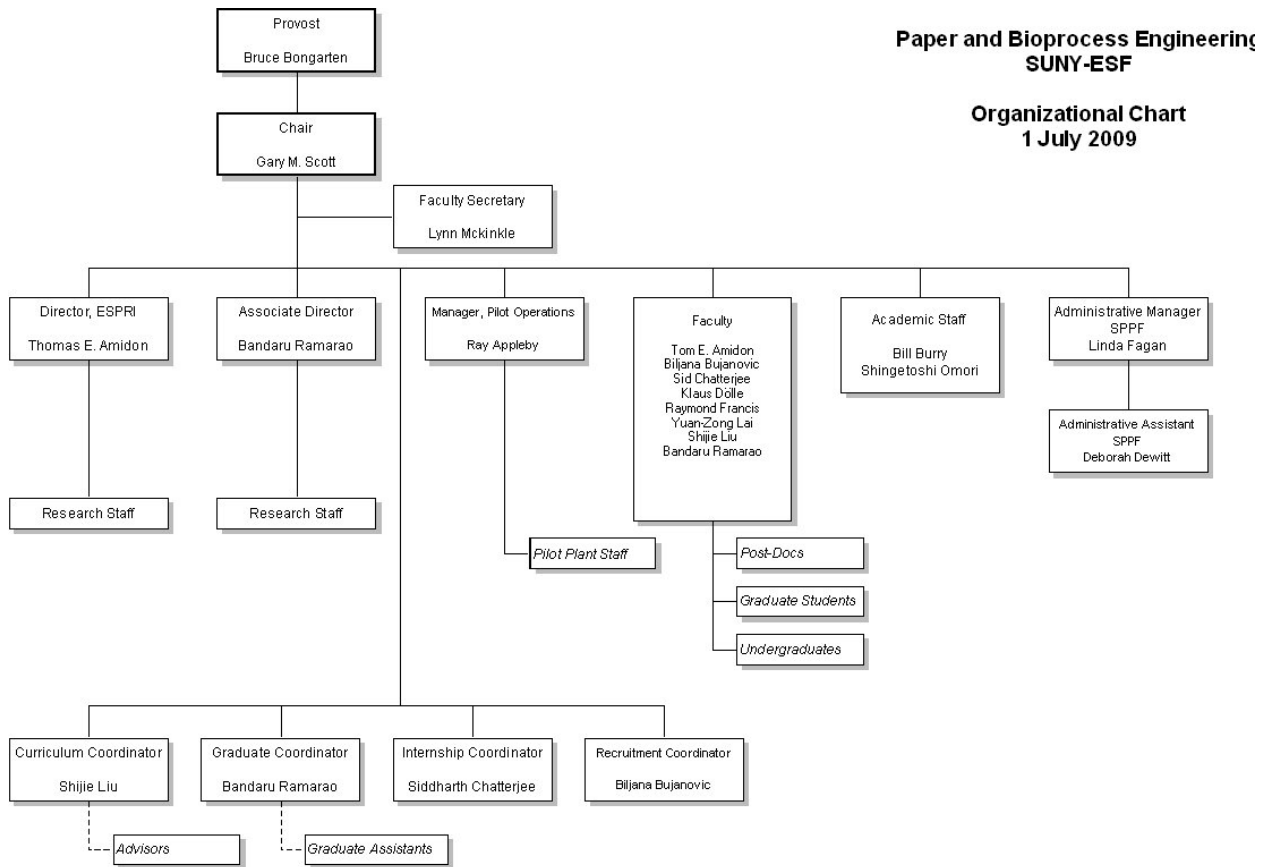 Provost
Bruce Bongarten
Paper and Bioprocess Engineering
SUNY-ESF
Organizational Chart
1 July 2009
Chair
Gary M. Scott
Faculty Secretary
Lynn Mckinkle
Director, ESPRI
Thomas E. Amidon
Associate Director
Bandaru Ramarao
Manager, Pilot Operations
Ray Appleby
Faculty
Tom E. Amidon
Biljana Bujanovic
Sid Chatterjee
Klaus Dölle
Raymond Francis
Yuan-Zong Lai
Shijie Liu
Bandaru Ramarao
Academic Staff
Bill Burry
Shingetoshi Omori
Administrative Manager
SPPF
Linda Fagan
Administrative Assistant
SPPF
Deborah Dewitt
Research Staff
Research Staff
Pilot Plant Staff
Post-Docs
Graduate Students
Undergraduates
Curriculum Coordinator
Shijie Liu
Graduate Coordinator
Bandaru Ramarao
Internship Coordinator
Siddharth Chatterjee
Recruitment Coordinator
Biljana Bujanovic
Advisors
Graduate Assistants